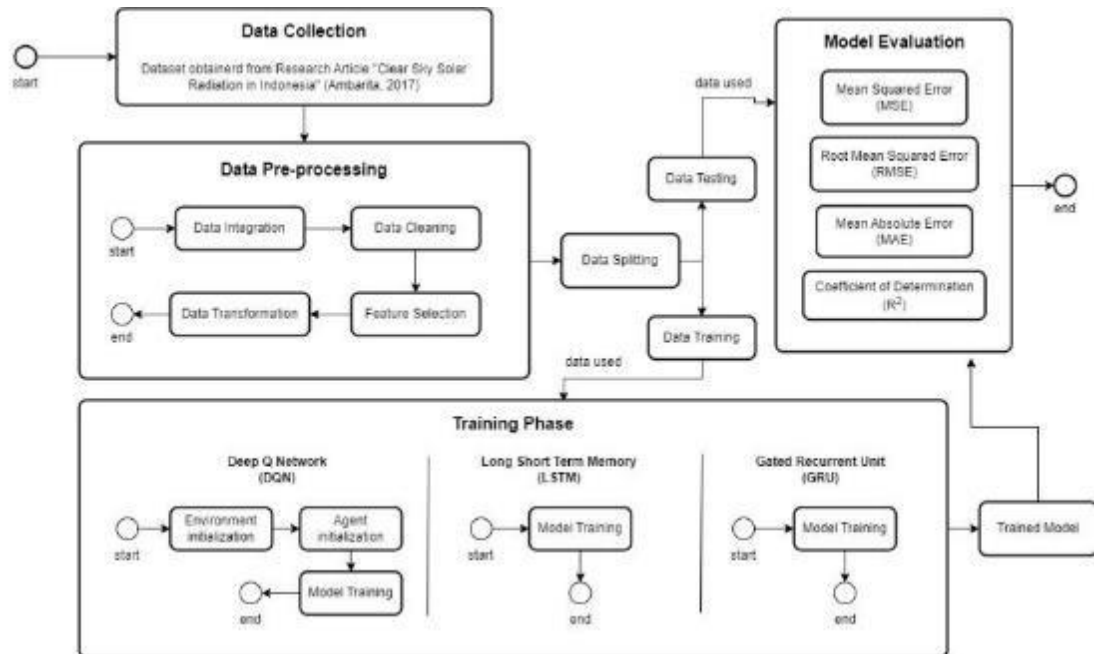 Data Collection
Dataset obtainerd from Research Article "Clear Sky Solar
Radiation in Indonesia" (Ambarita, 2017)
start
Data Pre-processing
start
Data Integration
Data Cleaning
end
Data Transformation
Feature Selection
Data Splitting
Data Testing
data used
Data Training
data used
Model Evaluation
Mean Squared Error
(MSE)
Root Mean Squared Error
(RMSE)
Mean Absolute Error
(MAE)
Coefficient of Determination
(R²)
end
Training Phase
Deep Q Network
(DQN)
start
Environment
initialization
Agent
initialization
Model Training
end
Long Short Term Memory
(LSTM)
start
Model Training
end
Gated Recurrent Unit
(GRU)
start
Model Training
end
Trained Model